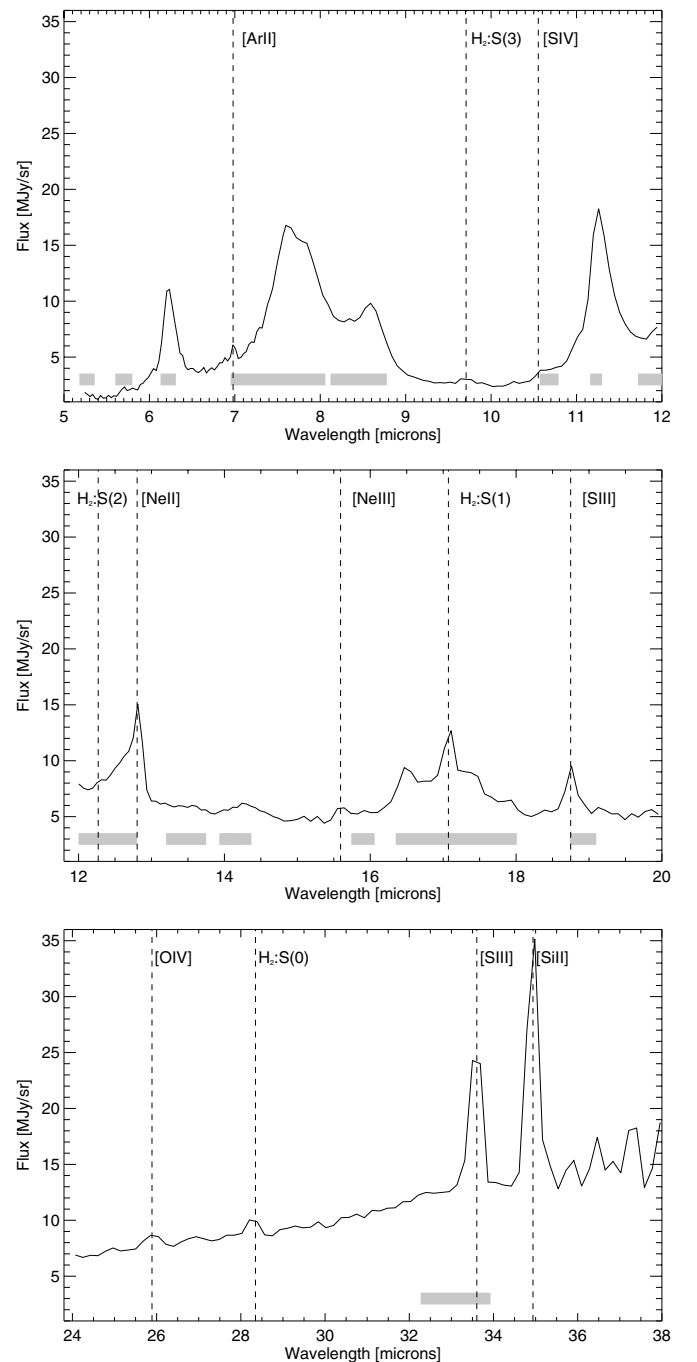 35
30
25
20
15
10
5
Flux [MJy/sr]
[ArII]
H₂:S(3)
[SIV]
5 6 7 8 9 10 11 12
Wavelength [microns]
35
30
25
20
15
10
5
Flux [MJy/sr]
H₂:S(2)
[NeII]
[NeIII]
H₂:S(1)
[SIII]
12 14 16 18 20
Wavelength [microns]
35
30
25
20
15
10
5
Flux [MJy/sr]
[OIV]
H₂:S(0)
[SIII]
[SiII]
24 26 28 30 32 34 36 38
Wavelength [microns]